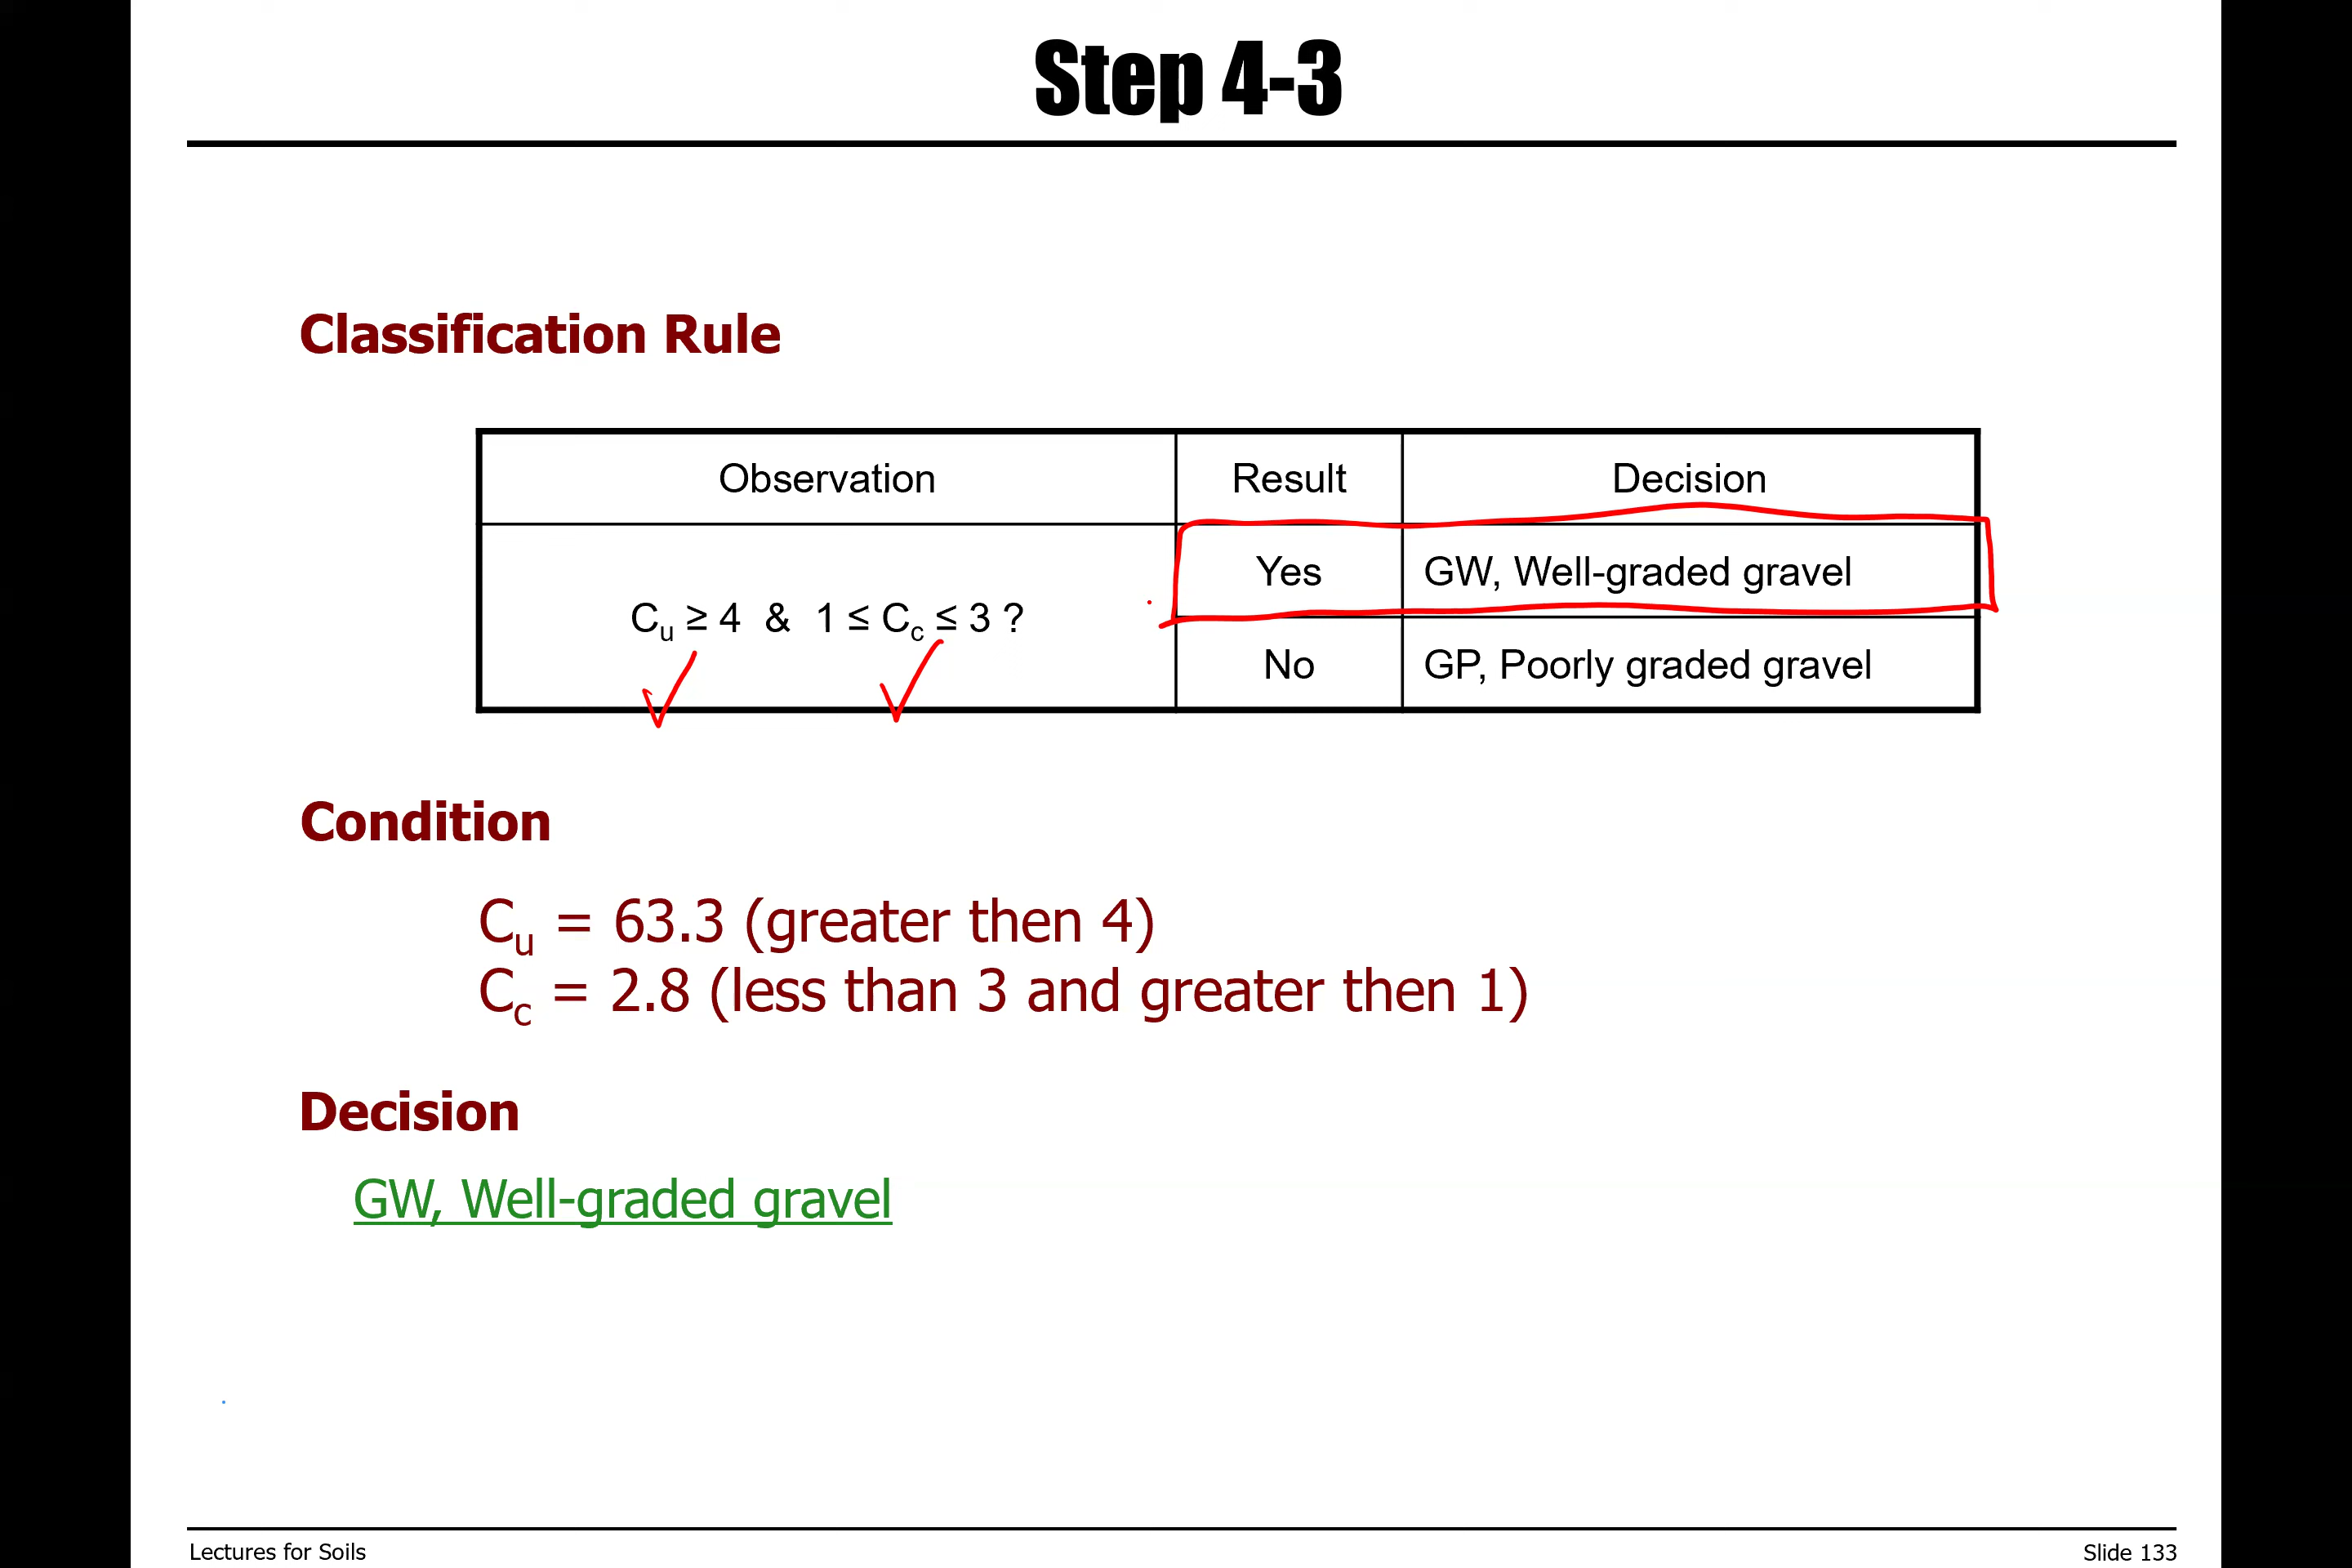 Step 4-3
Classification Rule
Observation Result Decision
Yes GW, Well-graded gravel
Cu ≥ 4 & 1 ≤ Cc ≤ 3 ?
No GP, Poorly graded gravel
Condition
Cu = 63.3 (greater then 4)
Cc = 2.8 (less than 3 and greater then 1)
Decision
GW, Well-graded gravel
Lectures for Soils Slide 133